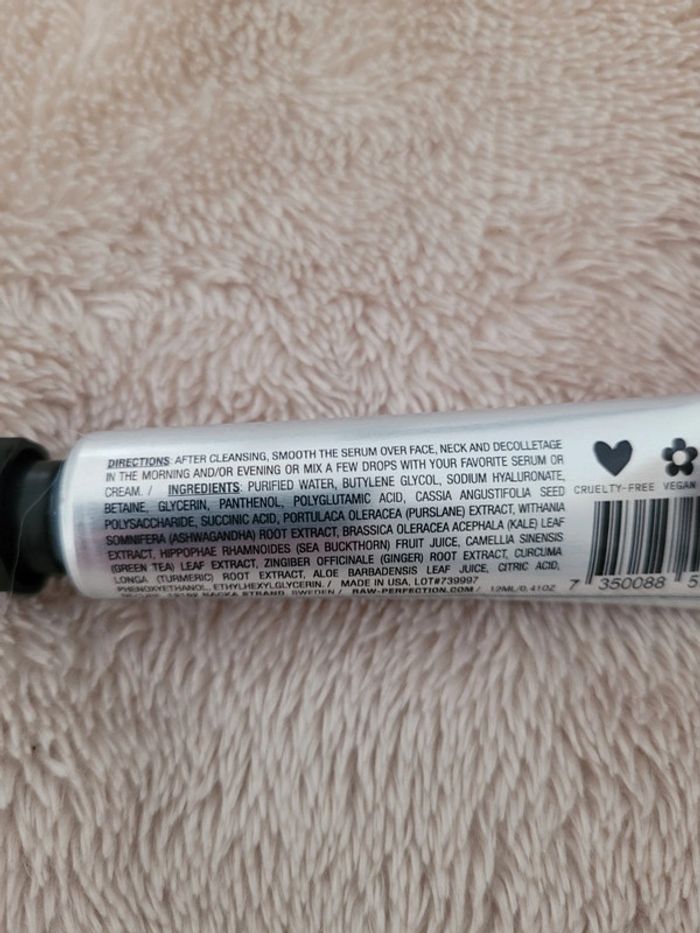 DIRECTIONS: AFTER CLEANSING, SMOOTH THE SERUM OVER FACE, NECK AND DECOLLETAGE
IN THE MORNING AND/OR EVENING OR MIX A FEW DROPS WITH YOUR FAVORITE SERUM OR
CREAM. / INGREDIENTS: PURIFIED WATER, BUTYLENE GLYCOL, SODIUM HYALURONATE,
BETAINE, GLYCERIN, PANTHENOL, POLYGLUTAMIC ACID, CASSIA ANGUSTIFOLIA SEED
POLYSACCHARIDE, SUCCINIC ACID, PORTULACA OLERACEA (PURSLANE) EXTRACT, WITHANIA
SOMNIFERA (ASHWAGANDHA) ROOT EXTRACT, BRASSICA OLERACEA ACEPHALA (KALE) LEAF
EXTRACT, HIPPOPHAE RHAMNOIDES (SEA BUCKTHORN) FRUIT JUICE, CAMELLIA SINENSIS
(GREEN TEA) LEAF EXTRACT, ZINGIBER OFFICINALE (GINGER) ROOT EXTRACT, CURCUMA
LONGA (TURMERIC) ROOT EXTRACT, ALOE BARBADENSIS LEAF JUICE, CITRIC ACID,
PHENOXYETHANOL, ETHYLHEXYLGLYCERIN. / MADE IN USA, LOT#739997
NACKA STRAND, SWEDEN / RAW-PERFECTION.COM / 12ML/0.41OZ
CRUELTY-FREE VEGAN
7 350088 5